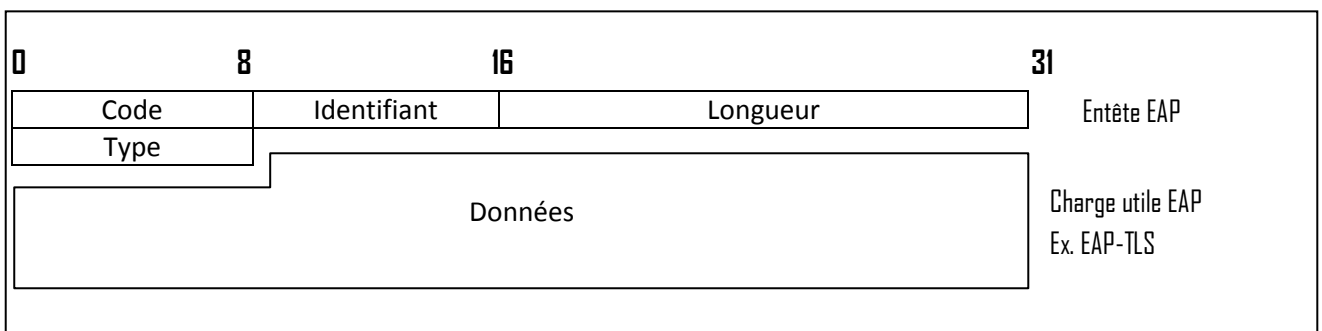 0 8 16 31
Code Identifiant Longueur Entête EAP
Type
Données
Charge utile EAP
Ex. EAP-TLS